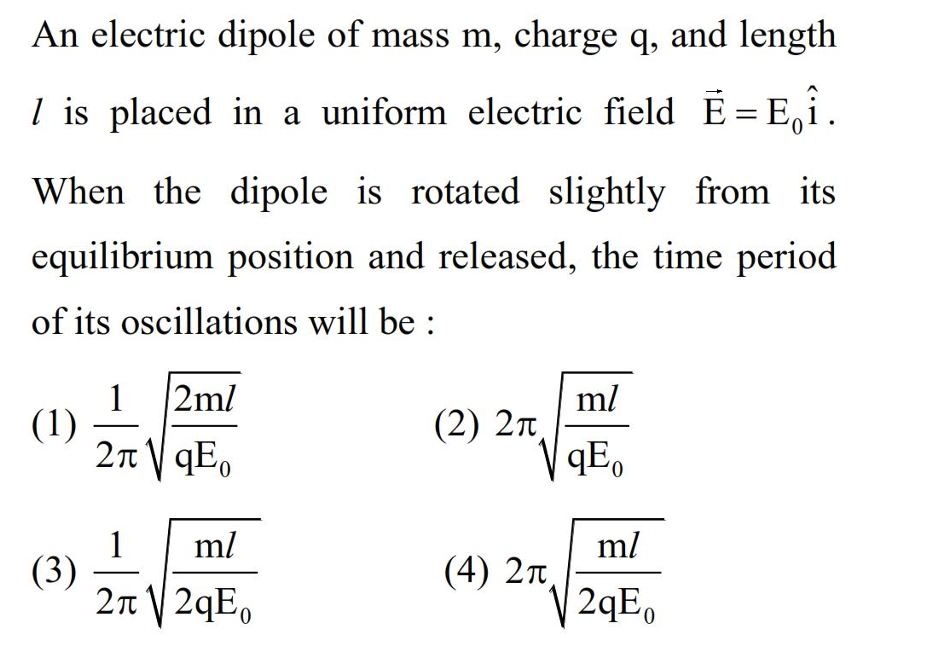 An electric dipole of mass m, charge q, and length
l is placed in a uniform electric field $\vec{E} = E_0\hat{i}$.
When the dipole is rotated slightly from its
equilibrium position and released, the time period
of its oscillations will be :
(1) $\frac{1}{2\pi}\sqrt{\frac{2ml}{qE_0}}$ (2) $2\pi\sqrt{\frac{ml}{qE_0}}$
(3) $\frac{1}{2\pi}\sqrt{\frac{ml}{2qE_0}}$ (4) $2\pi\sqrt{\frac{ml}{2qE_0}}$